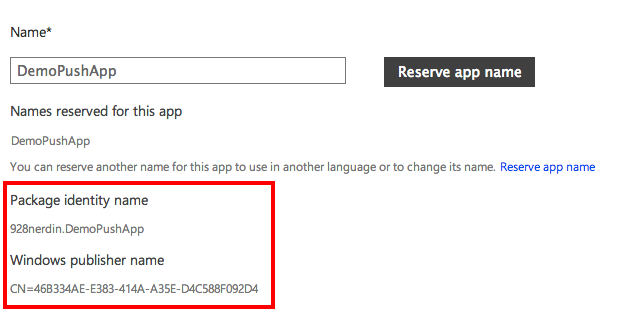 Name*
DemoPushApp
Reserve app name
Names reserved for this app
DemoPushApp
You can reserve another name for this app to use in another language or to change its name. Reserve app name
Package identity name
928nerdin.DemoPushApp
Windows publisher name
CN=46B334AE-E383-414A-A35E-D4C588F092D4